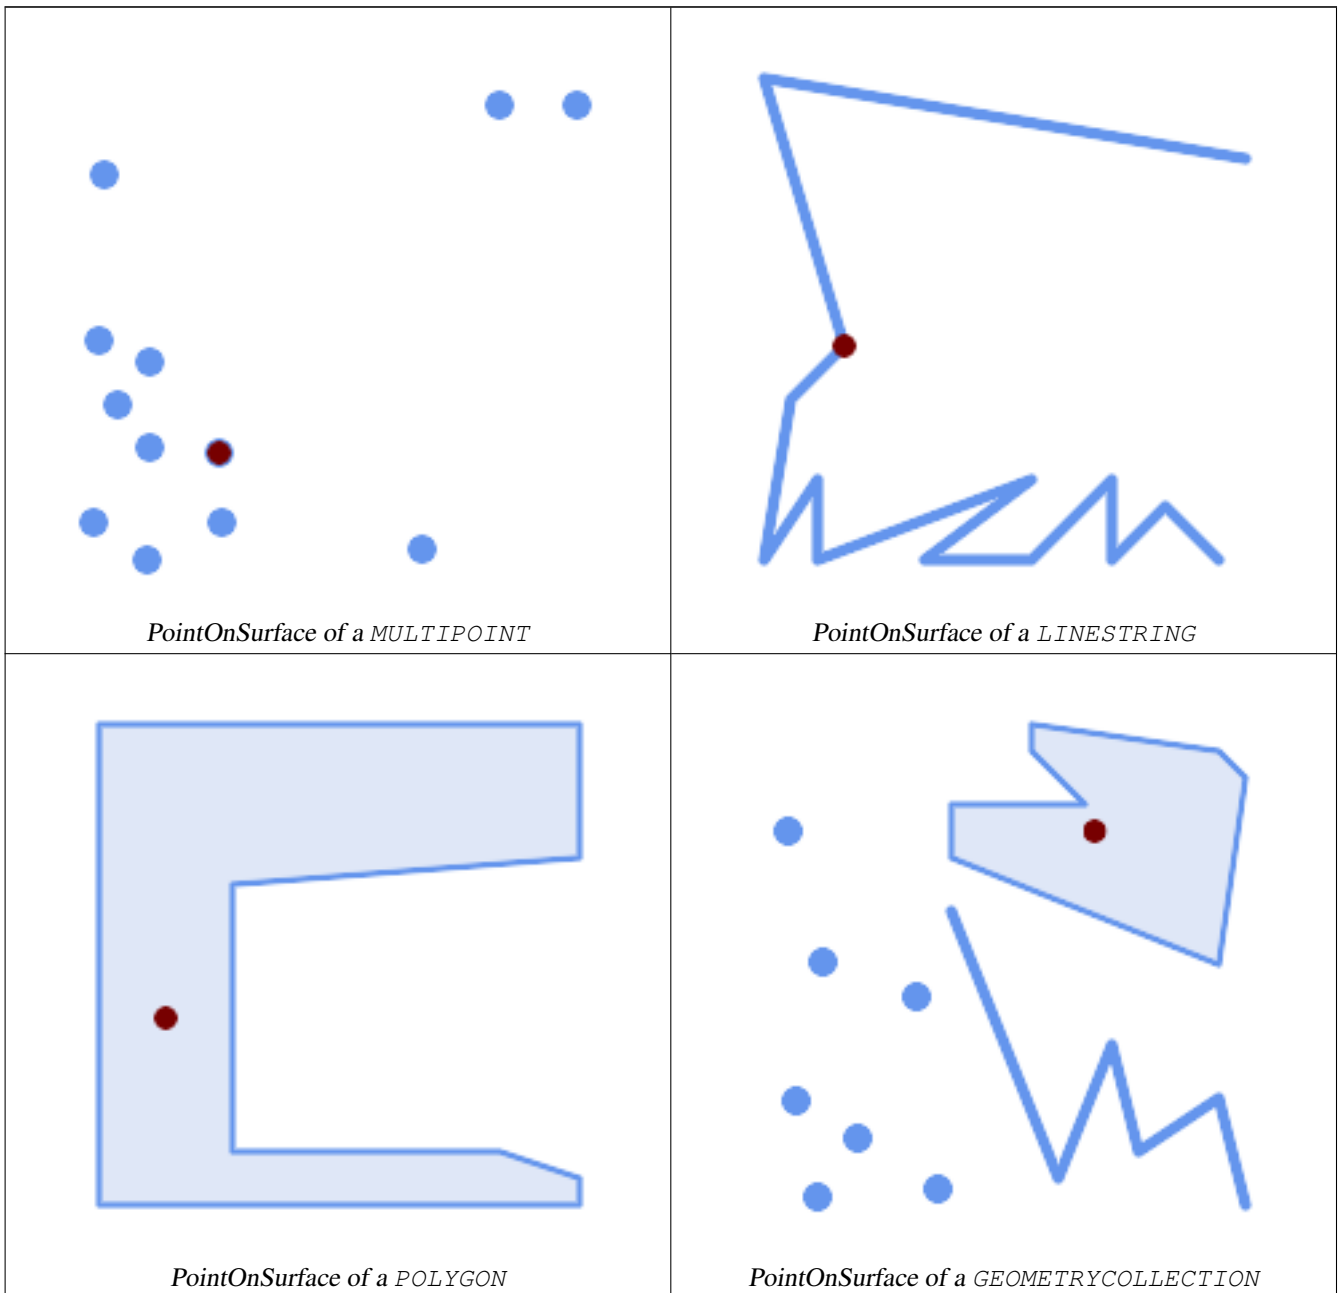 PointOnSurface of a MULTIPOINT
PointOnSurface of a LINESTRING
PointOnSurface of a POLYGON
PointOnSurface of a GEOMETRYCOLLECTION